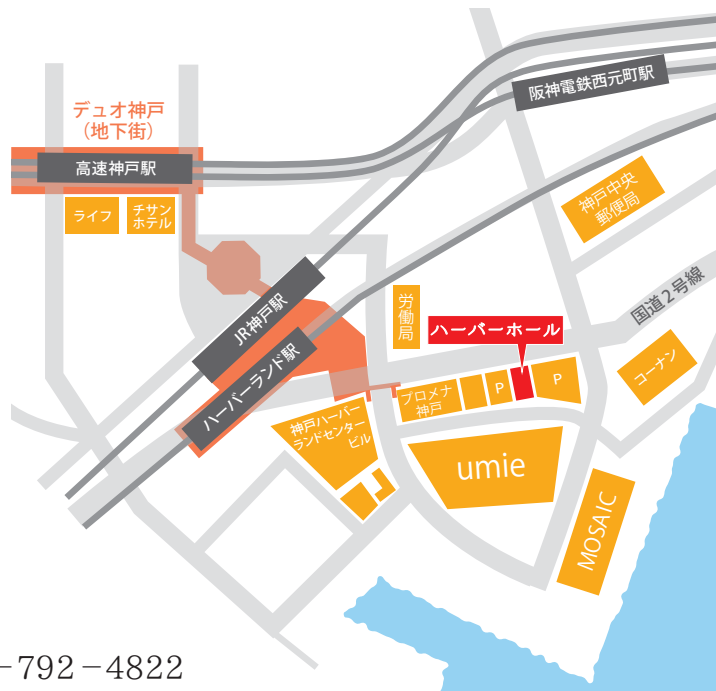 阪神電鉄西元町駅
デュオ神戸
（地下街）
高速神戸駅
ライフ
チサン
ホテル
神戸中央
郵便局
国道2号線
JR神戸駅
労働局
ハーバーホール
ハーバーランド駅
コーナン
プロメナ
神戸
P
P
神戸ハーバー
ランドセンター
ビル
umie
MOSAIC
−792−4822